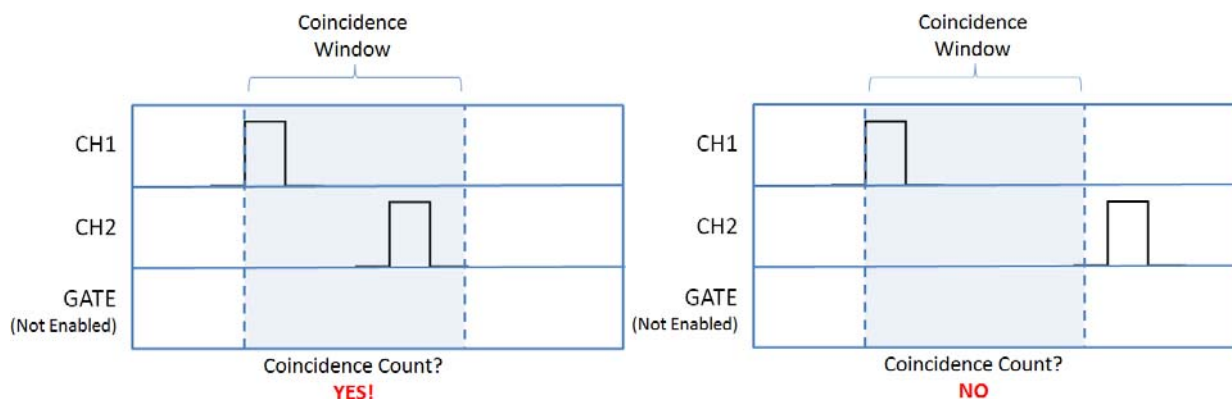 Coincidence
Window
CH1
CH2
GATE
(Not Enabled)
Coincidence Count?
YES!
Coincidence
Window
CH1
CH2
GATE
(Not Enabled)
Coincidence Count?
NO